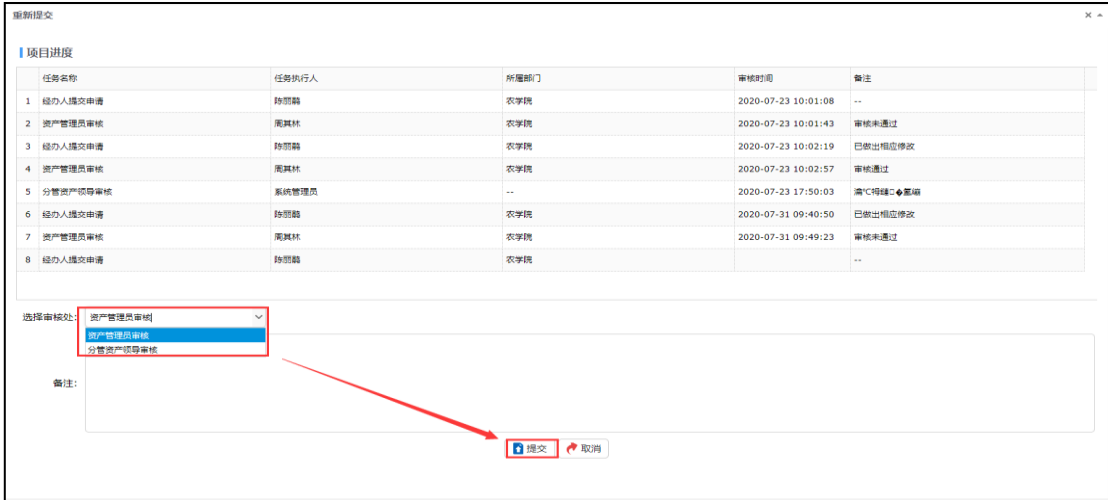 重新提交
项目进度
任务名称 任务执行人 所属部门 审核时间 备注
1 经办人提交申请 陈丽鹃 农学院 2020-07-23 10:01:08 --
2 资产管理员审核 周其林 农学院 2020-07-23 10:01:43 审核未通过
3 经办人提交申请 陈丽鹃 农学院 2020-07-23 10:02:19 已做出相应修改
4 资产管理员审核 周其林 农学院 2020-07-23 10:02:57 审核通过
5 分管资产领导审核 系统管理员 -- 2020-07-23 17:50:03
6 经办人提交申请 陈丽鹃 农学院 2020-07-31 09:40:50 已做出相应修改
7 资产管理员审核 周其林 农学院 2020-07-31 09:49:23 审核未通过
8 经办人提交申请 陈丽鹃 农学院 --
选择审核处: 资产管理员审核
资产管理员审核
分管资产领导审核
备注:
提交 取消